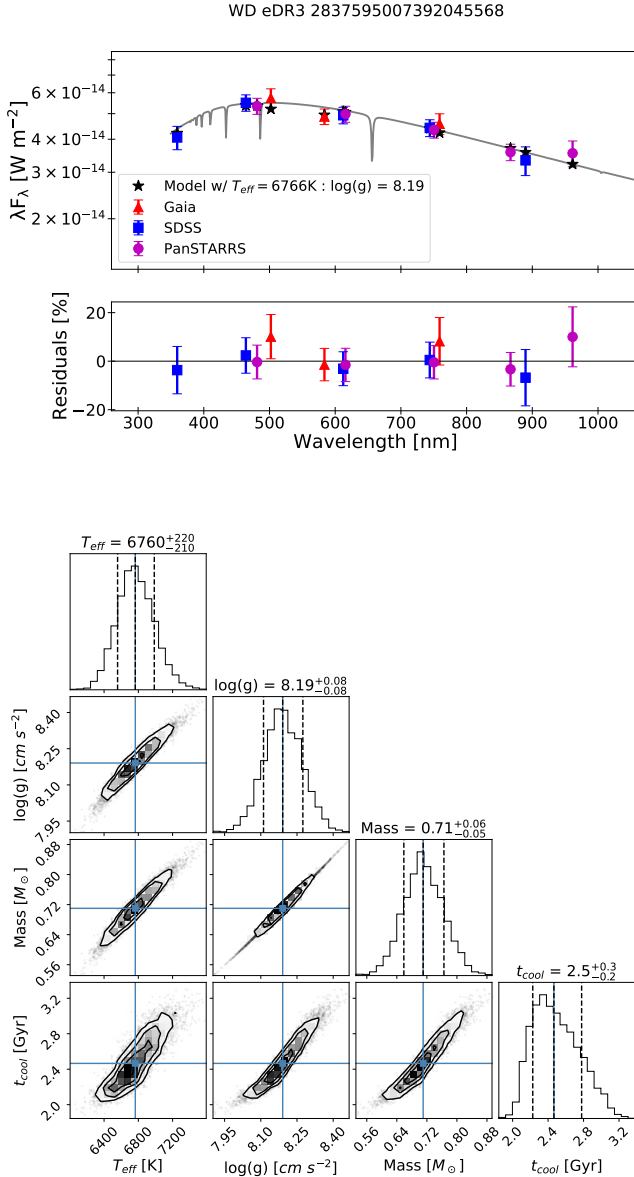 WD eDR3 2837595007392045568
λF_λ [W m⁻²]
6 × 10⁻¹⁴
4 × 10⁻¹⁴
3 × 10⁻¹⁴
2 × 10⁻¹⁴
Model w/ T_eff = 6766K : log(g) = 8.19
Gaia
SDSS
PanSTARRS
Residuals [%]
20
0
−20
300 400 500 600 700 800 900 1000
Wavelength [nm]
T_eff = 6760⁺²²⁰₋₂₁₀
log(g) = 8.19⁺⁰·⁰⁸₋₀.₀₈
log(g) [cm s⁻²]
8.40
8.25
8.10
7.95
Mass = 0.71⁺⁰·⁰⁶₋₀.₀₅
Mass [M_⊙]
0.88
0.80
0.72
0.64
0.56
t_cool = 2.5⁺⁰·³₋₀.₂
t_cool [Gyr]
3.2
2.8
2.4
2.0
6400 6800 7200
T_eff [K]
7.95 8.10 8.25 8.40
log(g) [cm s⁻²]
0.56 0.64 0.72 0.80 0.88
Mass [M_⊙]
2.0 2.4 2.8 3.2
t_cool [Gyr]